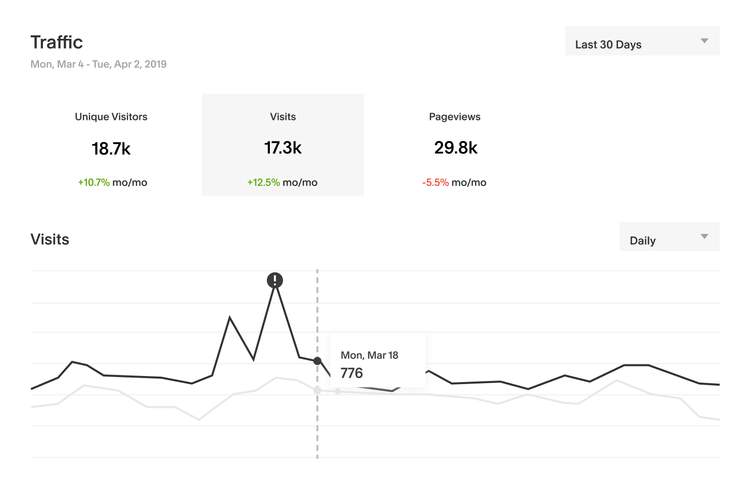 Traffic
Last 30 Days
Mon, Mar 4 - Tue, Apr 2, 2019
Unique Visitors
Visits
Pageviews
18.7k
17.3k
29.8k
+10.7% mo/mo
+12.5% mo/mo
-5.5% mo/mo
Visits
Daily
!
Mon, Mar 18
776